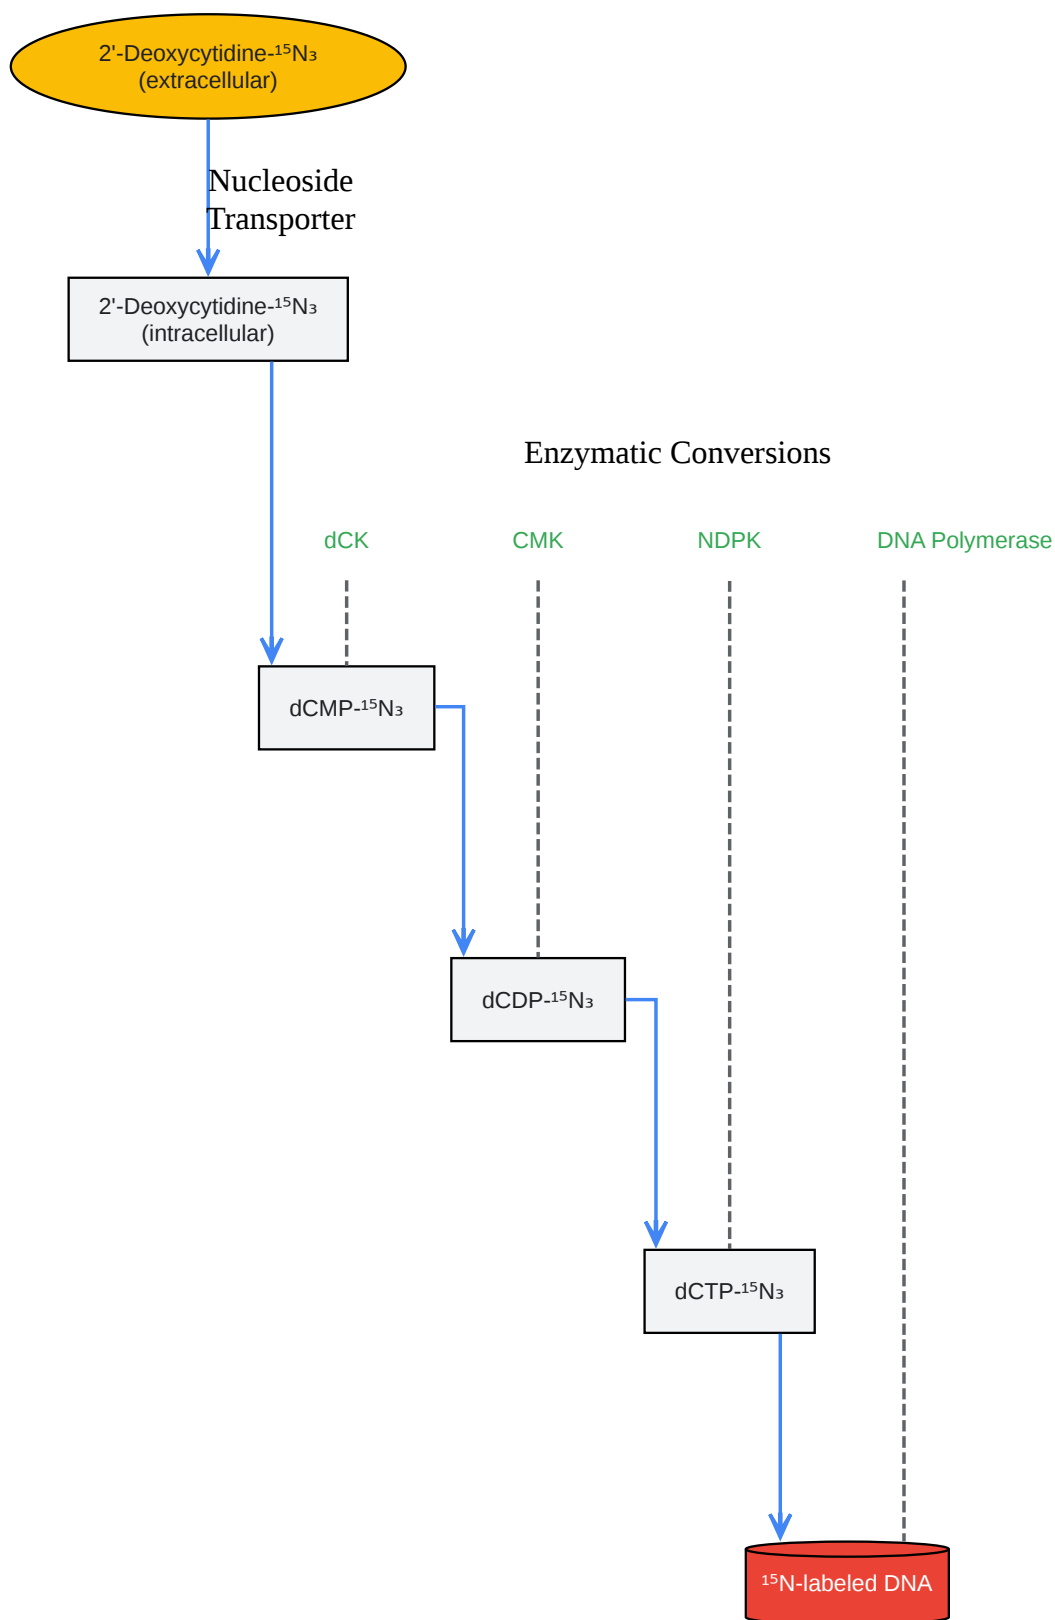 2'-Deoxycytidine-¹⁵N₃
(extracellular)
Nucleoside
Transporter
2'-Deoxycytidine-¹⁵N₃
(intracellular)
Enzymatic Conversions
dCK
CMK
NDPK
DNA Polymerase
dCMP-¹⁵N₃
dCDP-¹⁵N₃
dCTP-¹⁵N₃
¹⁵N-labeled DNA